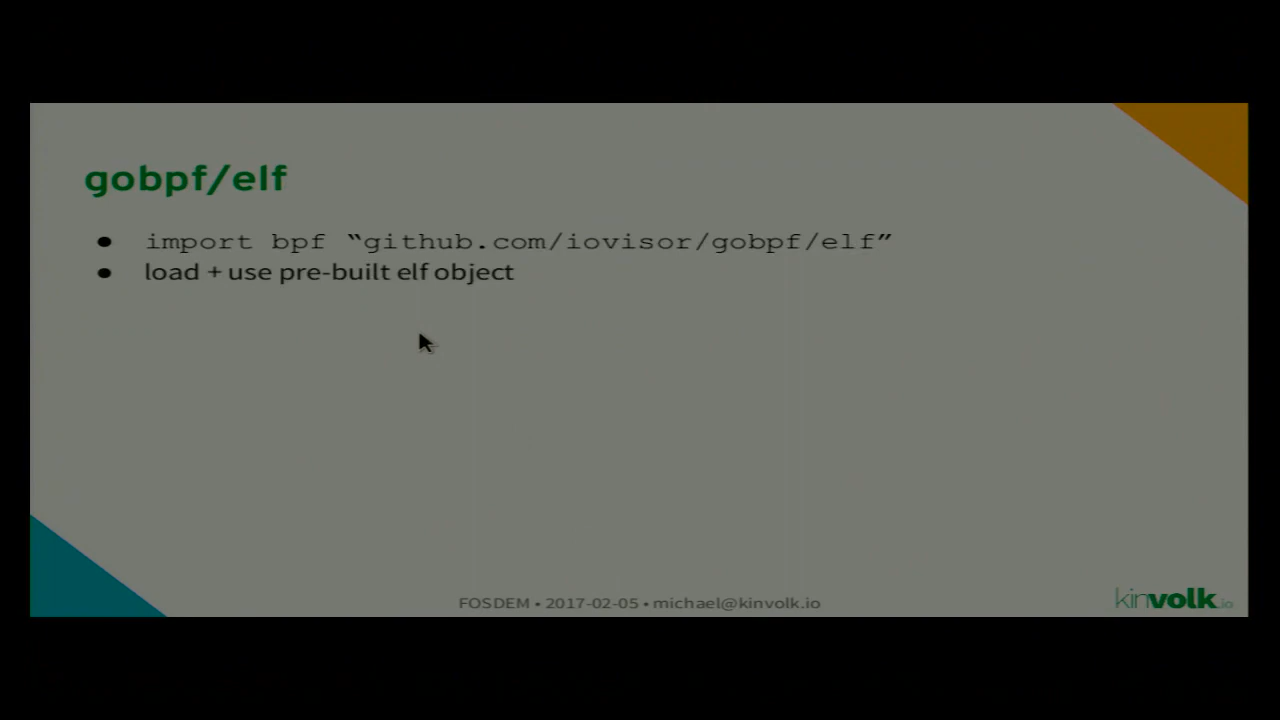 gobpf/elf
● import bpf “github.com/iovisor/gobpf/elf”
● load + use pre-built elf object
FOSDEM • 2017-02-05 • michael@kinvolk.io
kinvolk.io